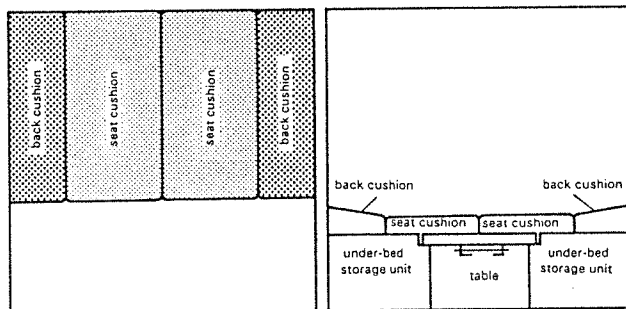 back cushion
seat cushion
seat cushion
back cushion
back cushion
back cushion
seat cushion
seat cushion
under-bed
storage unit
table
under-bed
storage unit